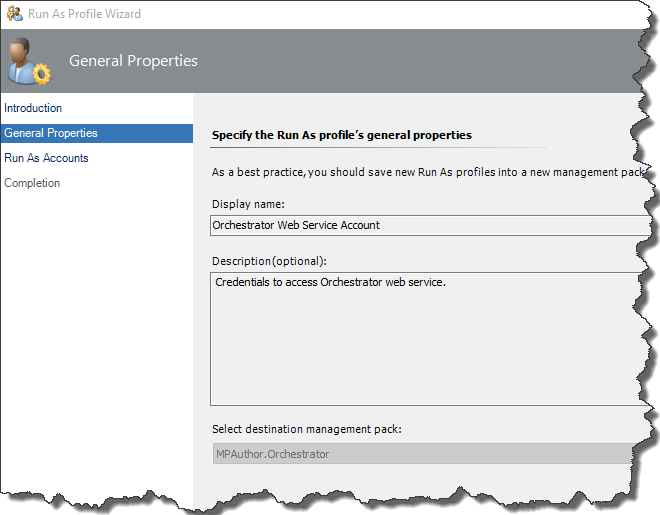 Run As Profile Wizard
General Properties
Introduction
General Properties
Run As Accounts
Completion
Specify the Run As profile's general properties
As a best practice, you should save new Run As profiles into a new management pack
Display name:
Orchestrator Web Service Account
Description(optional):
Credentials to access Orchestrator web service.
Select destination management pack:
MPAuthor.Orchestrator